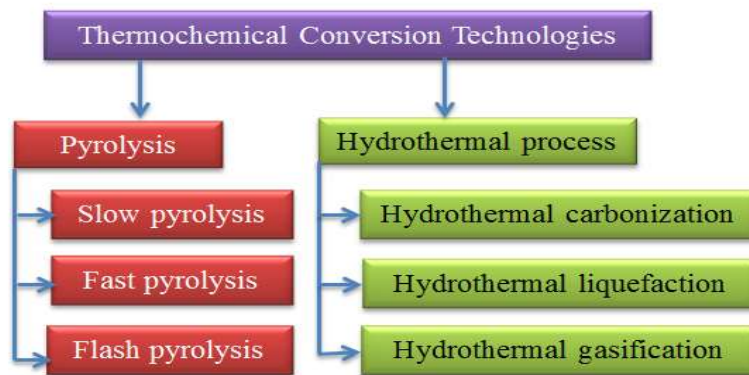 Thermochemical Conversion Technologies
Pyrolysis
Slow pyrolysis
Fast pyrolysis
Flash pyrolysis
Hydrothermal process
Hydrothermal carbonization
Hydrothermal liquefaction
Hydrothermal gasification